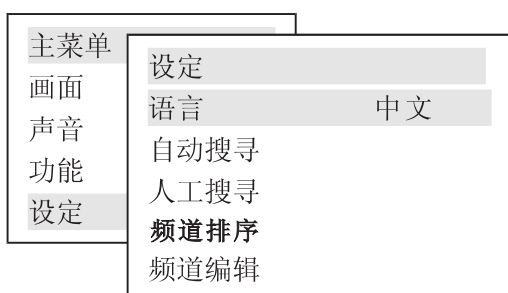 主菜单
画面
声音
功能
设定
设定
语言 中文
自动搜寻
人工搜寻
频道排序
频道编辑